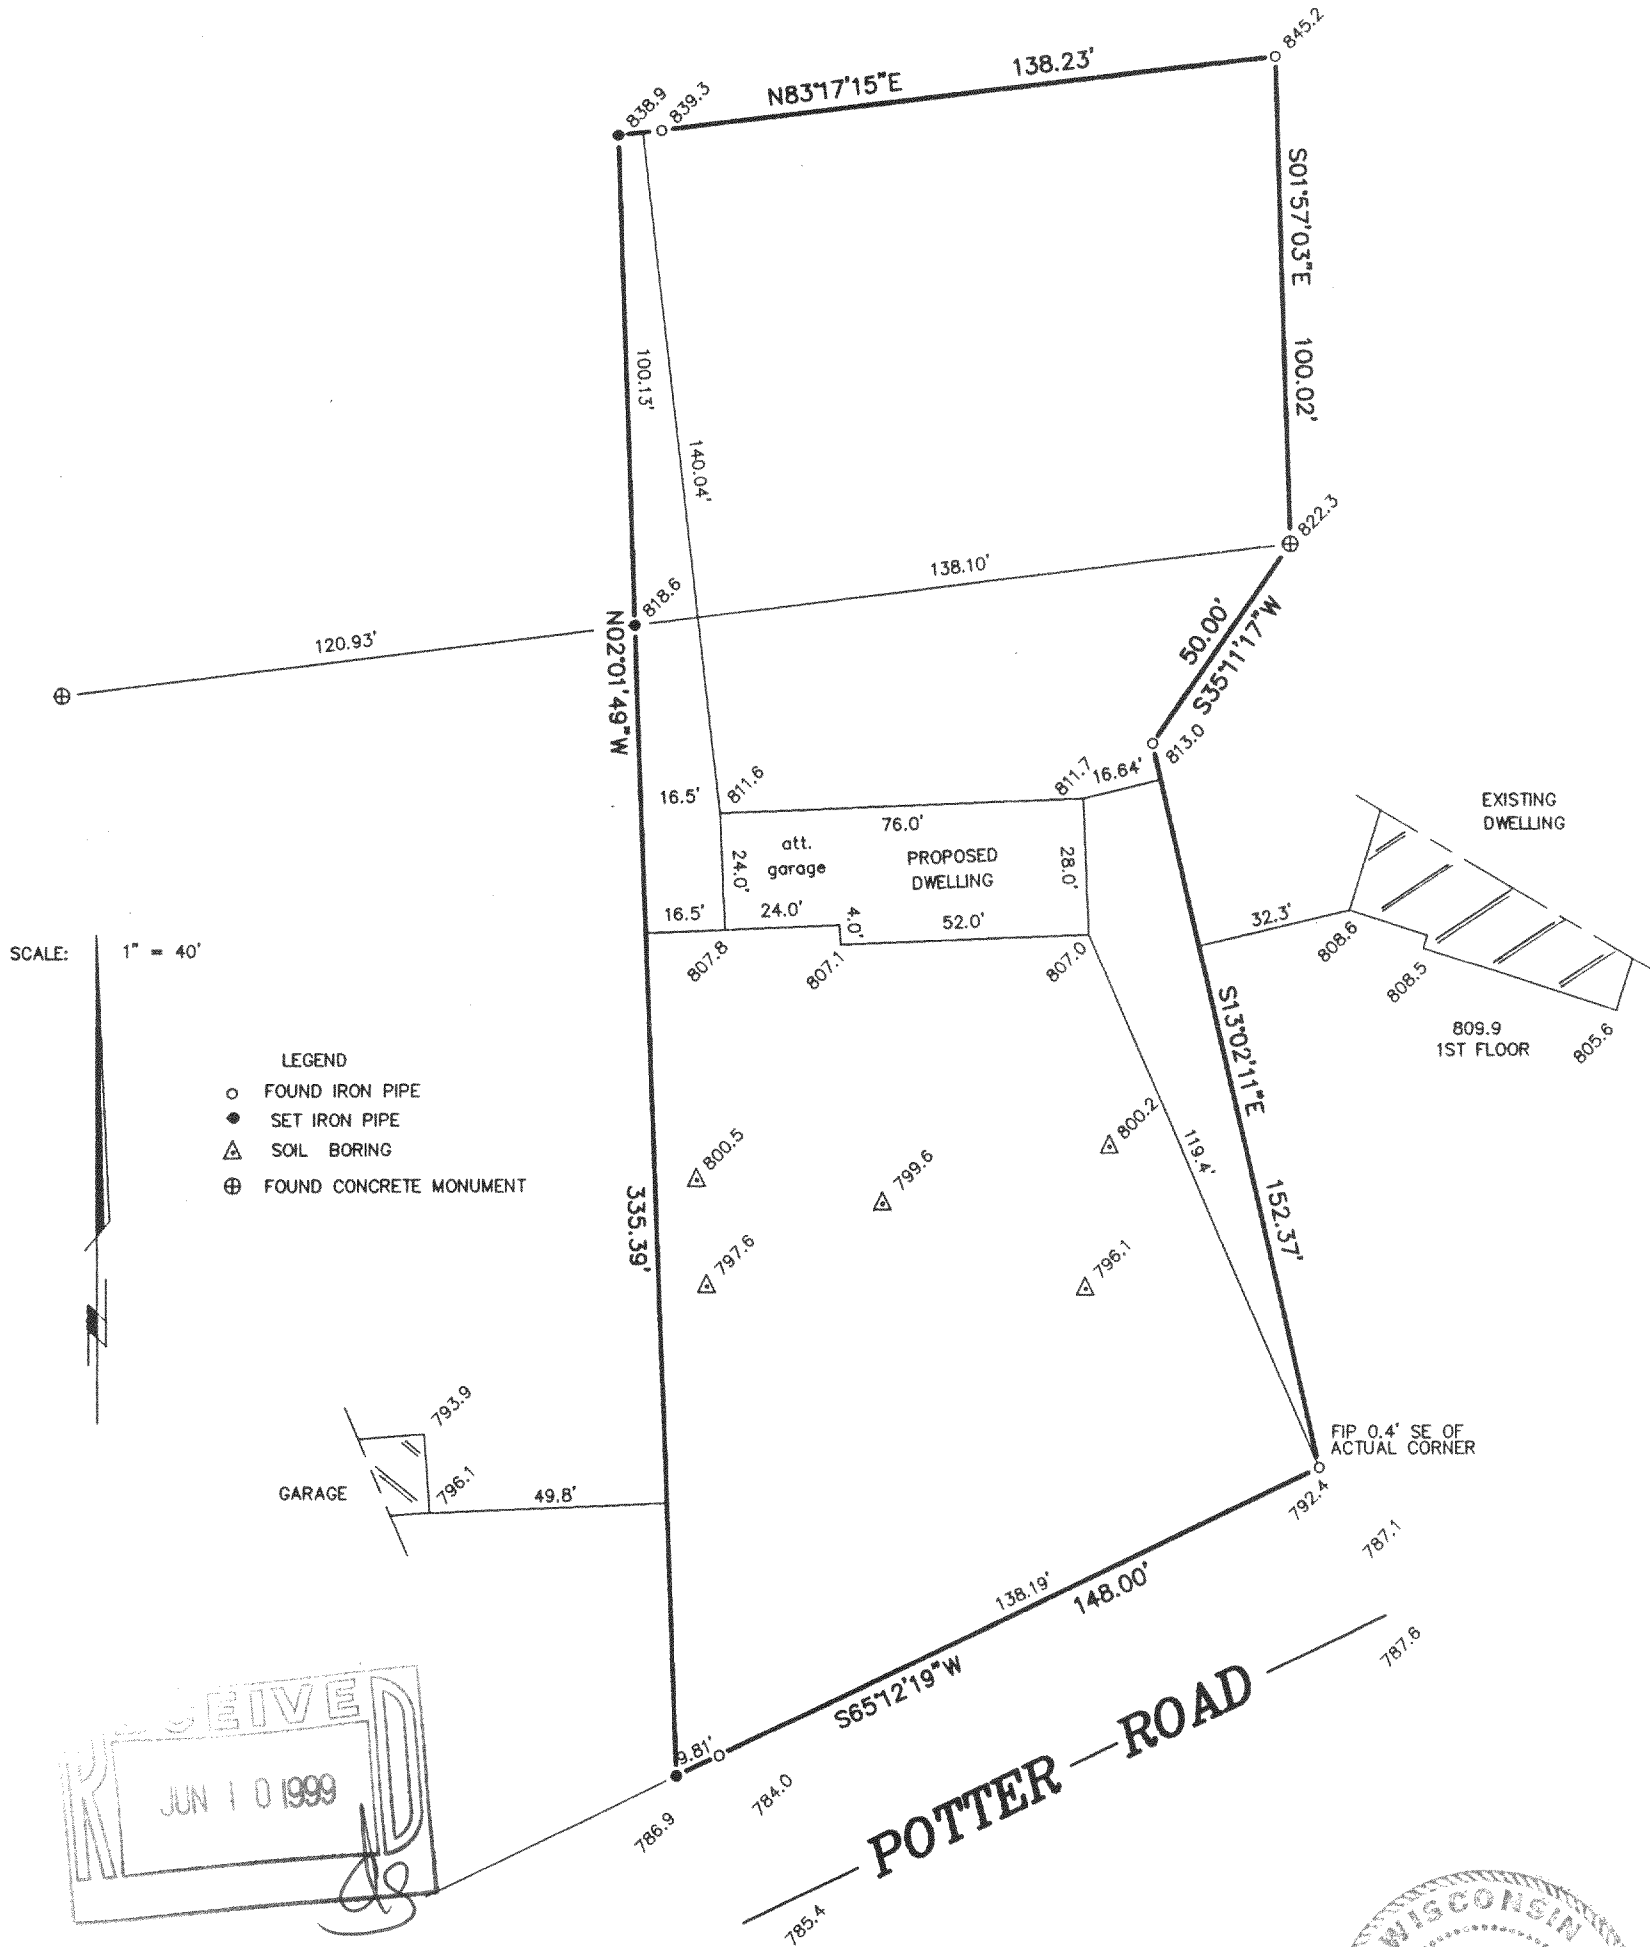 845.2
138.23'
N83°17'15"E
838.9
839.3
S01°57'03"E 100.02'
100.13'
140.04'
822.3
138.10'
818.6
120.93'
N02°01'49"W
50.00'
S35°11'17"W
813.0
16.64'
811.7
811.6
16.5'
76.0'
att.
garage
PROPOSED
DWELLING
24.0'
28.0'
16.5'
24.0'
4.0'
52.0'
807.8
807.1
807.0
EXISTING
DWELLING
32.3'
808.6
808.5
809.9
1ST FLOOR
805.6
SCALE: 1" = 40'
LEGEND
FOUND IRON PIPE
SET IRON PIPE
SOIL BORING
FOUND CONCRETE MONUMENT
S13°02'11"E
152.37'
119.4'
800.5
799.6
800.2
797.6
796.1
335.39'
793.9
796.1
GARAGE
49.8'
FIP 0.4' SE OF
ACTUAL CORNER
792.4
787.1
138.19'
148.00'
S65°12'19"W
787.6
9.81'
784.0
786.9
POTTER ROAD
785.4
RECEIVED
JUN 10 1999
WISCONSIN